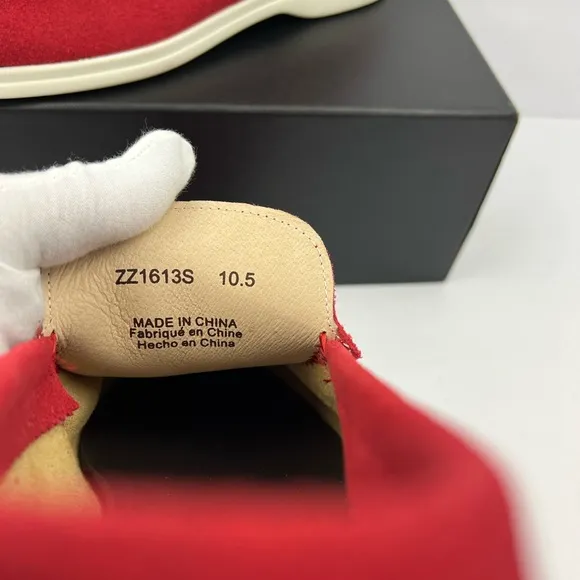 ZZ1613S 10.5
MADE IN CHINA
Fabriqué en Chine
Hecho en China